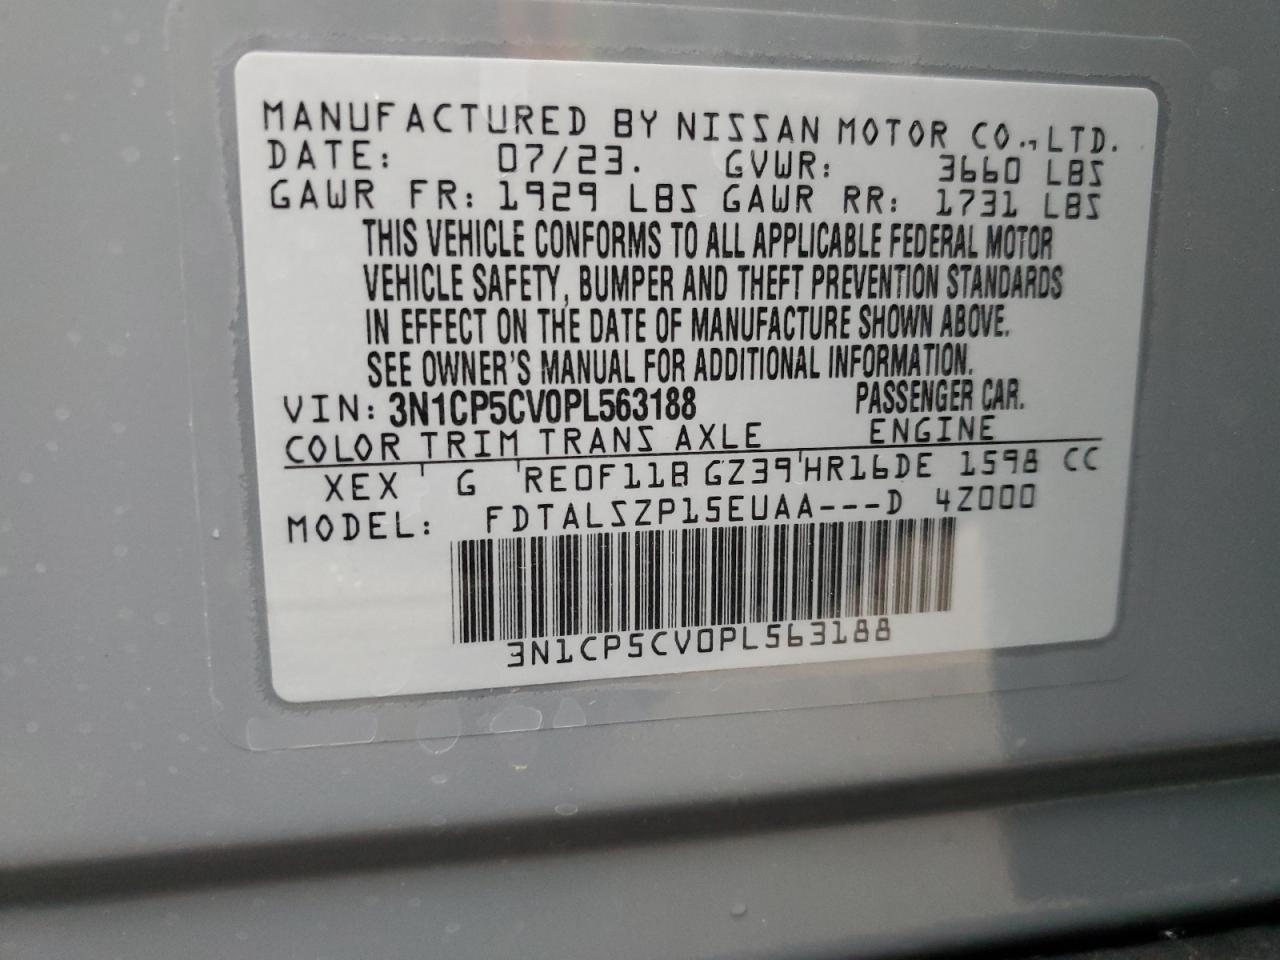 MANUFACTURED BY NISSAN MOTOR CO.,LTD.
DATE: 07/23. GVWR: 3660 LBS
GAWR FR: 1929 LBS GAWR RR: 1731 LBS
THIS VEHICLE CONFORMS TO ALL APPLICABLE FEDERAL MOTOR
VEHICLE SAFETY, BUMPER AND THEFT PREVENTION STANDARDS
IN EFFECT ON THE DATE OF MANUFACTURE SHOWN ABOVE.
SEE OWNER'S MANUAL FOR ADDITIONAL INFORMATION.
VIN: 3N1CP5CV0PL563188 PASSENGER CAR.
COLOR TRIM TRANS AXLE ENGINE
XEX ' G 'RE0F11B GZ39'HR16DE 1598 CC
MODEL: FDTALSZP15EUAA---D 4Z000
3N1CP5CV0PL563188